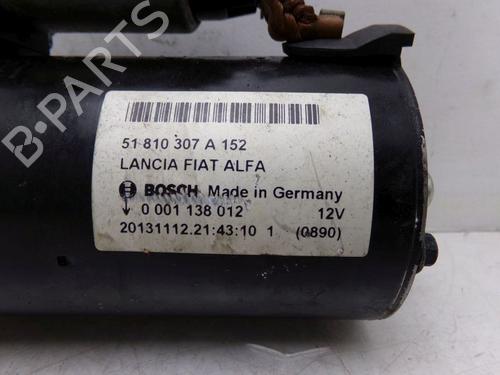 51 810 307 A 152
LANCIA FIAT ALFA
BOSCH Made in Germany
0 001 138 012 12V
20131112.21:43:10 1 (0890)
B-PARTS